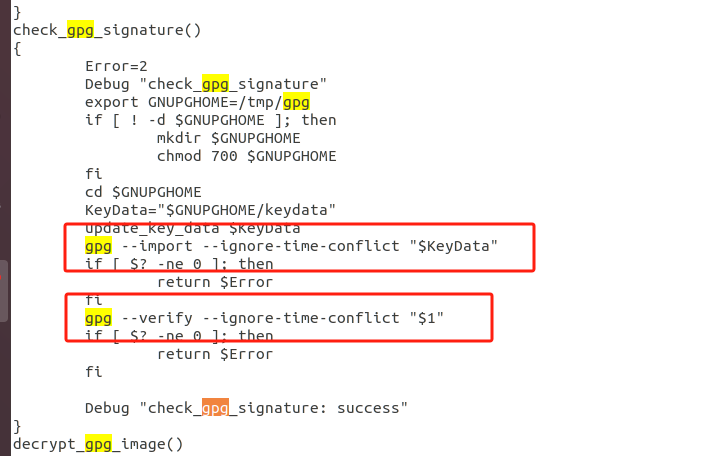 }
check_gpg_signature()
{
        Error=2
        Debug "check_gpg_signature"
        export GNUPGHOME=/tmp/gpg
        if [ ! -d $GNUPGHOME ]; then
                mkdir $GNUPGHOME
                chmod 700 $GNUPGHOME
        fi
        cd $GNUPGHOME
        KeyData="$GNUPGHOME/keydata"
        update_key_data $KeyData
        gpg --import --ignore-time-conflict "$KeyData"
        if [ $? -ne 0 ]; then
                return $Error
        fi
        gpg --verify --ignore-time-conflict "$1"
        if [ $? -ne 0 ]; then
                return $Error
        fi

        Debug "check_gpg_signature: success"
}
decrypt_gpg_image()